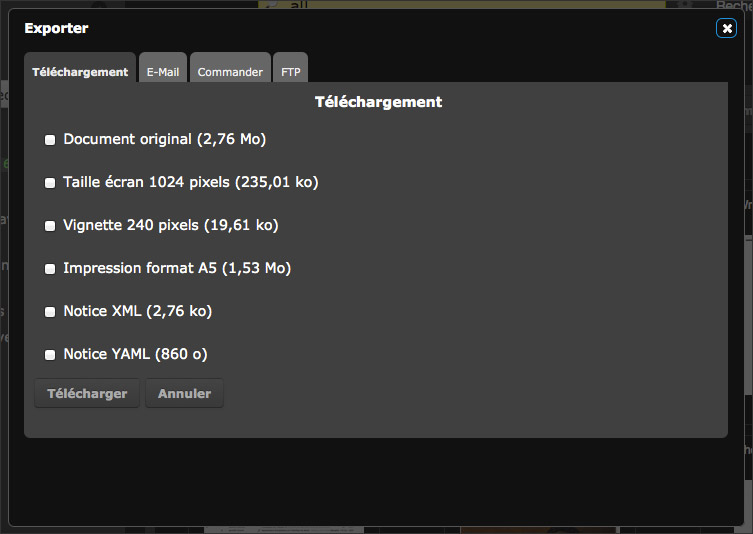 all
Reche
Exporter
Téléchargement
E-Mail
Commander
FTP
Téléchargement
Document original (2,76 Mo)
Taille écran 1024 pixels (235,01 ko)
Vignette 240 pixels (19,61 ko)
Impression format A5 (1,53 Mo)
Notice XML (2,76 ko)
Notice YAML (860 o)
Télécharger
Annuler